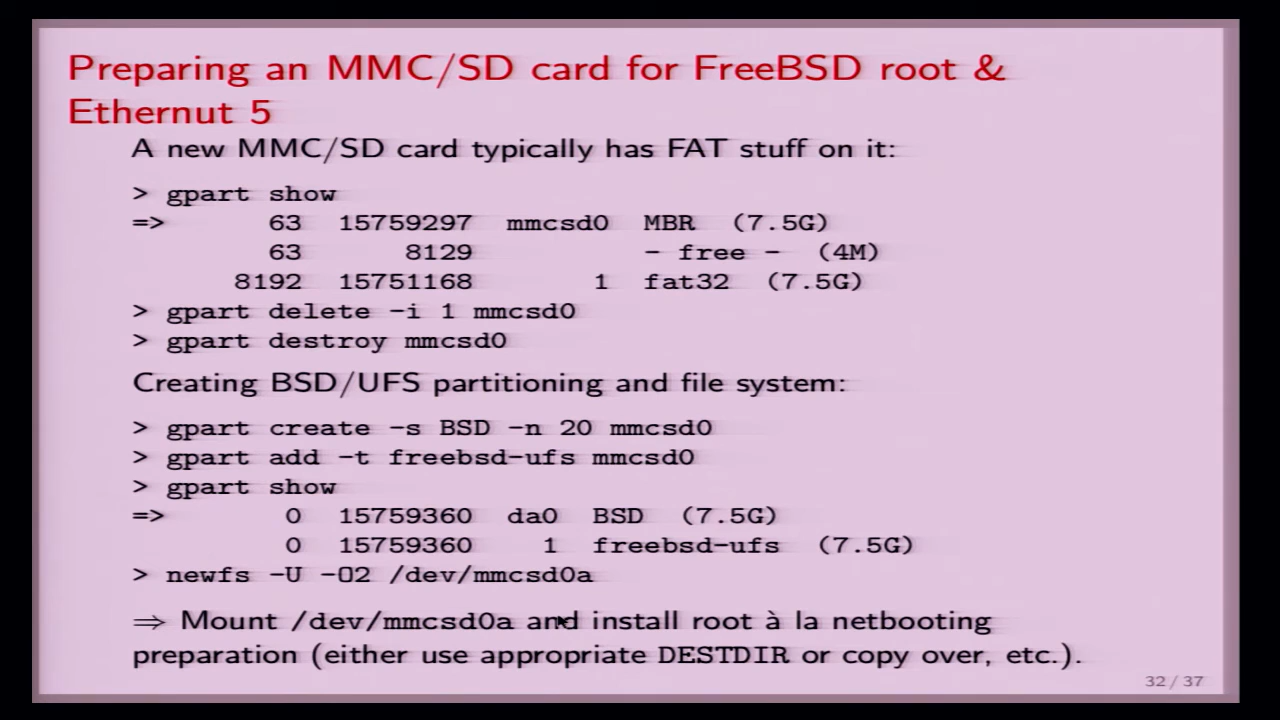 Preparing an MMC/SD card for FreeBSD root &
Ethernut 5
A new MMC/SD card typically has FAT stuff on it:
> gpart show
=> 63 15759297 mmcsd0 MBR (7.5G)
63 8129 - free - (4M)
8192 15751168 1 fat32 (7.5G)
> gpart delete -i 1 mmcsd0
> gpart destroy mmcsd0
Creating BSD/UFS partitioning and file system:
> gpart create -s BSD -n 20 mmcsd0
> gpart add -t freebsd-ufs mmcsd0
> gpart show
=> 0 15759360 da0 BSD (7.5G)
0 15759360 1 freebsd-ufs (7.5G)
> newfs -U -O2 /dev/mmcsd0a
⇒ Mount /dev/mmcsd0a and install root à la netbooting
preparation (either use appropriate DESTDIR or copy over, etc.).
32 / 37